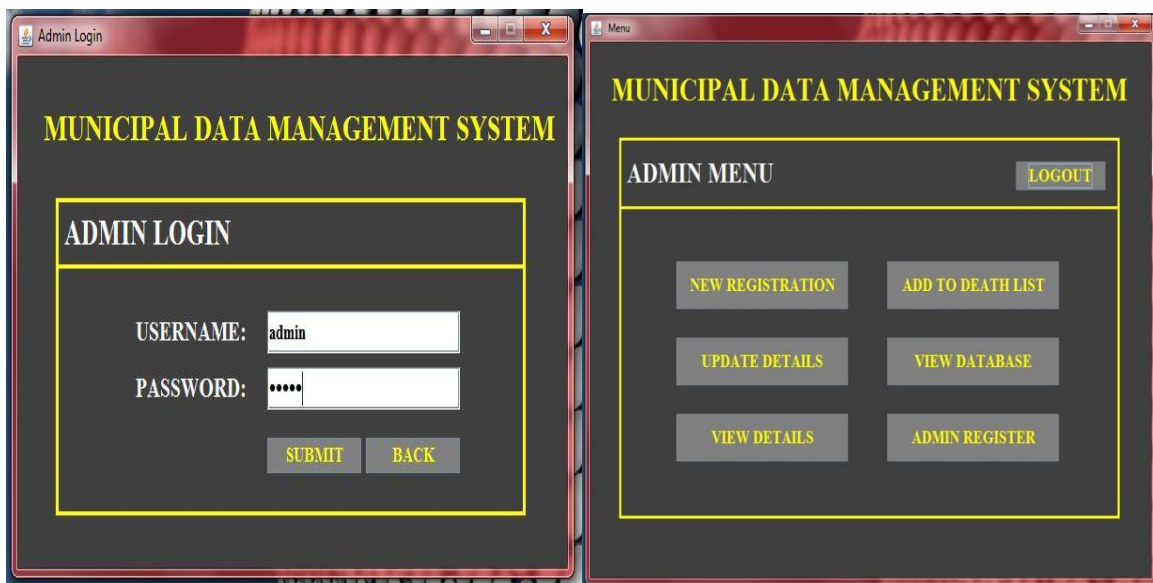 Admin Login
MUNICIPAL DATA MANAGEMENT SYSTEM
ADMIN LOGIN
USERNAME: admin
PASSWORD: •••••
SUBMIT BACK
Menu
MUNICIPAL DATA MANAGEMENT SYSTEM
ADMIN MENU LOGOUT
NEW REGISTRATION ADD TO DEATH LIST
UPDATE DETAILS VIEW DATABASE
VIEW DETAILS ADMIN REGISTER